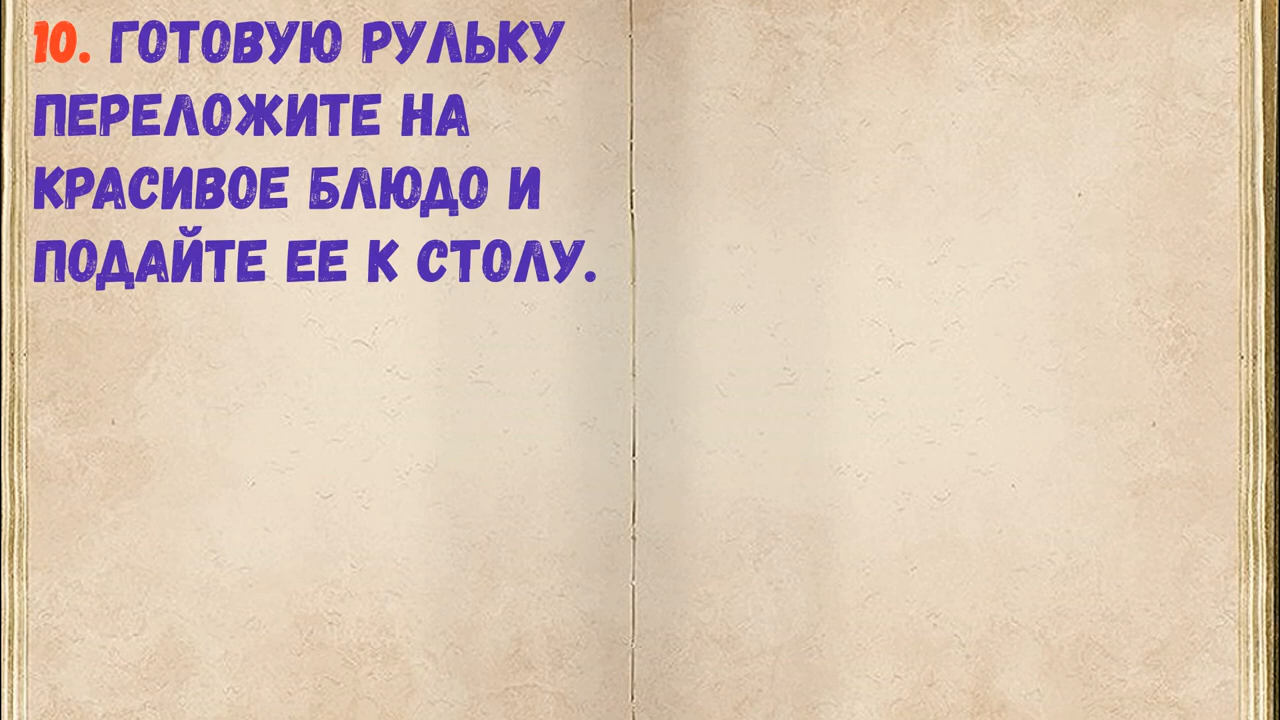 10. ГОТОВУЮ РУЛЬКУ
ПЕРЕЛОЖИТЕ НА
КРАСИВОЕ БЛЮДО И
ПОДАЙТЕ ЕЕ К СТОЛУ.